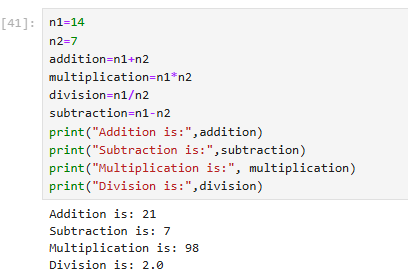 [41]: n1=14
n2=7
addition=n1+n2
multiplication=n1*n2
division=n1/n2
subtraction=n1-n2
print("Addition is:",addition)
print("Subtraction is:",subtraction)
print("Multiplication is:", multiplication)
print("Division is:",division)
Addition is: 21
Subtraction is: 7
Multiplication is: 98
Division is: 2.0